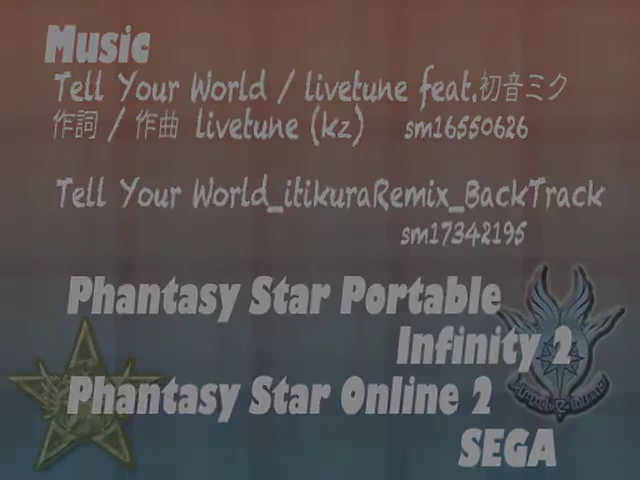 Music
Tell Your World / livetune feat.初音ミク
作詞 / 作曲 livetune (kz) sm16550626
Tell Your World_itikuraRemix_BackTrack
sm17342195
Phantasy Star Portable
Infinity 2
Phantasy Star Online 2
SEGA